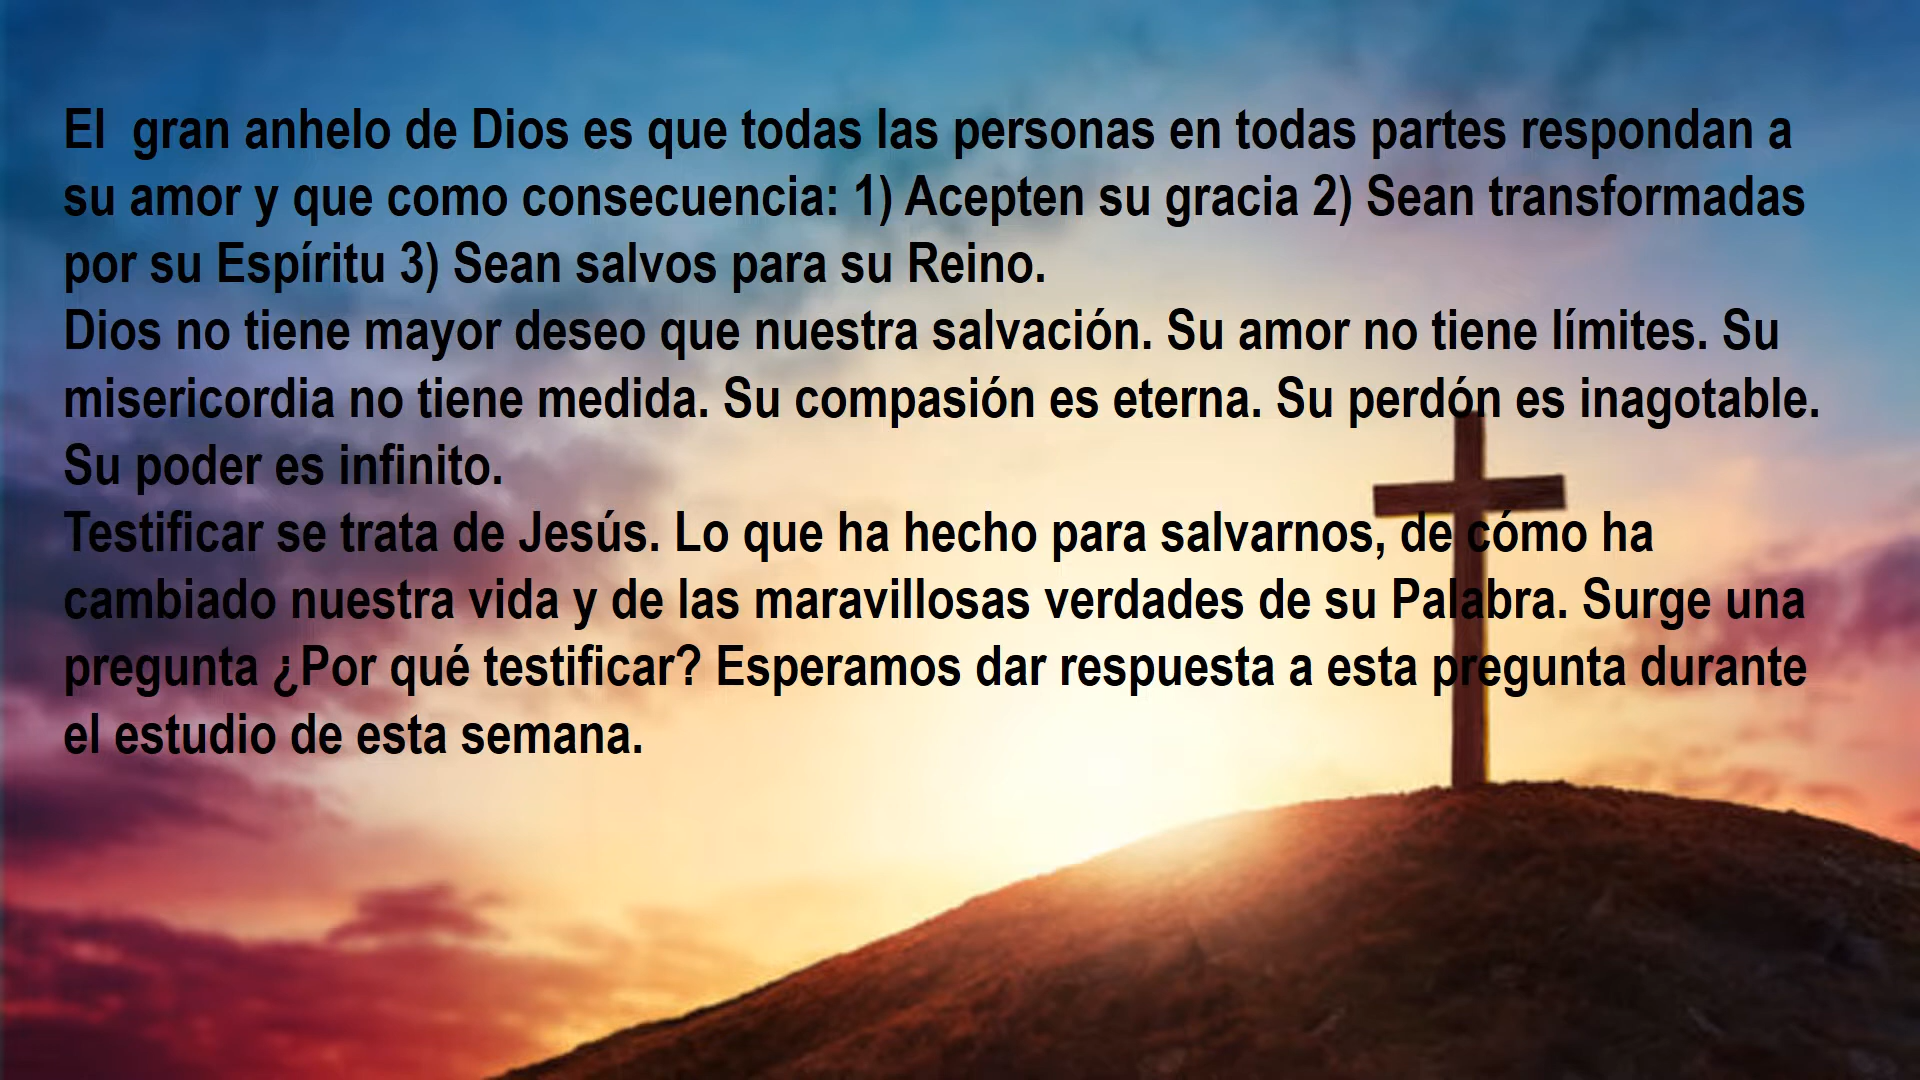 El  gran anhelo de Dios es que todas las personas en todas partes respondan a
su amor y que como consecuencia: 1) Acepten su gracia 2) Sean transformadas
por su Espíritu 3) Sean salvos para su Reino.
Dios no tiene mayor deseo que nuestra salvación. Su amor no tiene límites. Su
misericordia no tiene medida. Su compasión es eterna. Su perdón es inagotable.
Su poder es infinito.
Testificar se trata de Jesús. Lo que ha hecho para salvarnos, de cómo ha
cambiado nuestra vida y de las maravillosas verdades de su Palabra. Surge una
pregunta ¿Por qué testificar? Esperamos dar respuesta a esta pregunta durante
el estudio de esta semana.